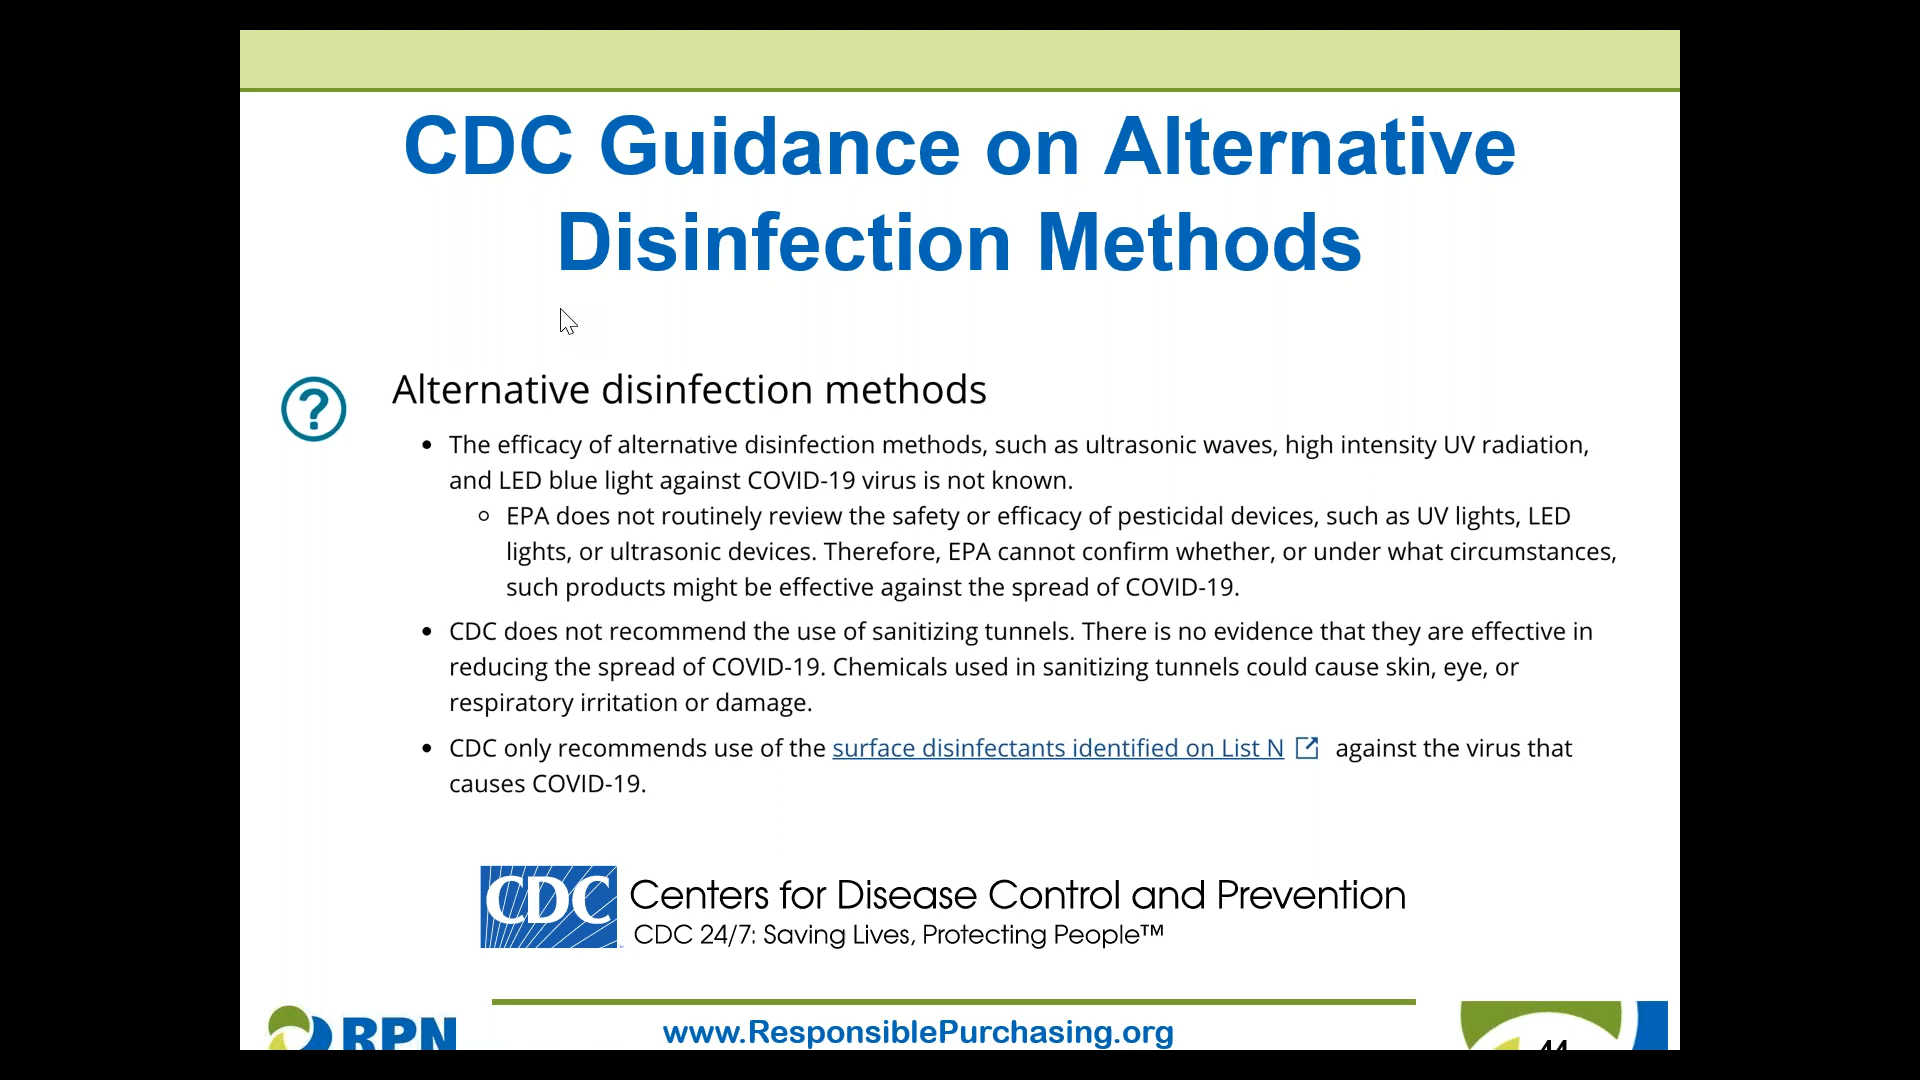 CDC Guidance on Alternative
Disinfection Methods
?
Alternative disinfection methods
• The efficacy of alternative disinfection methods, such as ultrasonic waves, high intensity UV radiation,
and LED blue light against COVID-19 virus is not known.
◦ EPA does not routinely review the safety or efficacy of pesticidal devices, such as UV lights, LED
lights, or ultrasonic devices. Therefore, EPA cannot confirm whether, or under what circumstances,
such products might be effective against the spread of COVID-19.
• CDC does not recommend the use of sanitizing tunnels. There is no evidence that they are effective in
reducing the spread of COVID-19. Chemicals used in sanitizing tunnels could cause skin, eye, or
respiratory irritation or damage.
• CDC only recommends use of the surface disinfectants identified on List N against the virus that
causes COVID-19.
CDC Centers for Disease Control and Prevention
CDC 24/7: Saving Lives, Protecting People™
RPN
www.ResponsiblePurchasing.org
44